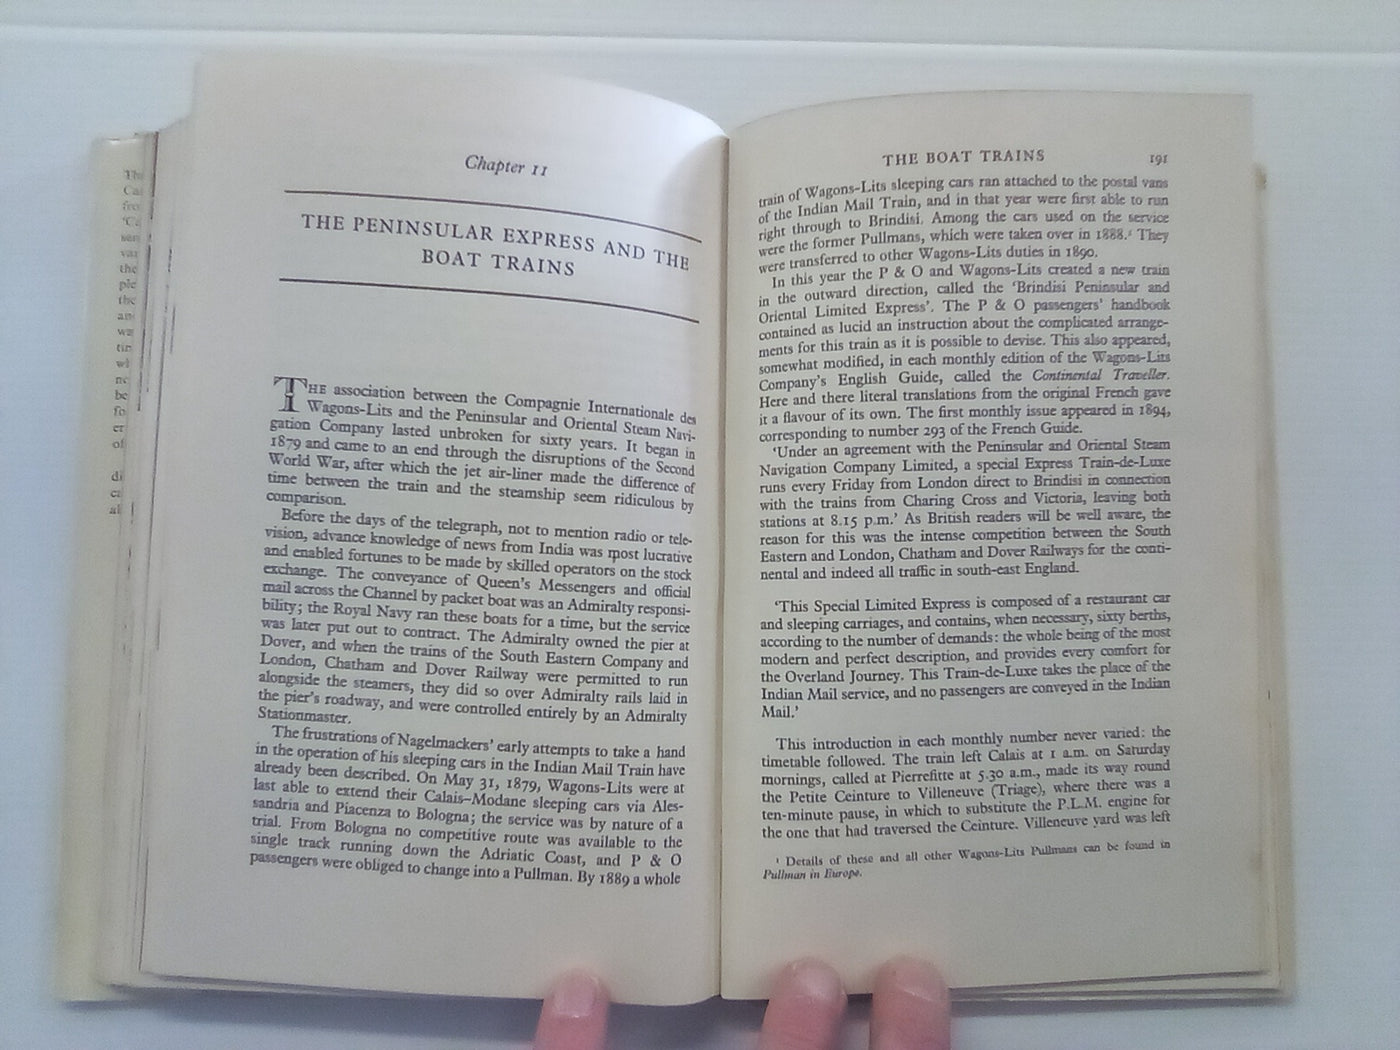 Chapter 11
THE PENINSULAR EXPRESS AND THE
BOAT TRAINS
THE association between the Compagnie Internationale des
Wagons-Lits and the Peninsular and Oriental Steam Navi-
gation Company lasted unbroken for sixty years. It began in
1879 and came to an end through the disruptions of the Second
World War, after which the jet air-liner made the difference of
time between the train and the steamship seem ridiculous by
comparison.
Before the days of the telegraph, not to mention radio or tele-
vision, advance knowledge of news from India was most lucrative
and enabled fortunes to be made by skilled operators on the stock
exchange. The conveyance of Queen's Messengers and official
mail across the Channel by packet boat was an Admiralty responsi-
bility; the Royal Navy ran these boats for a time, but the service
was later put out to contract. The Admiralty owned the pier at
Dover, and when the trains of the South Eastern Company and
London, Chatham and Dover Railway were permitted to run
alongside the steamers, they did so over Admiralty rails laid in
the pier's roadway, and were controlled entirely by an Admiralty
Stationmaster.
The frustrations of Nagelmackers' early attempts to take a hand
in the operation of his sleeping cars in the Indian Mail Train have
already been described. On May 31, 1879, Wagons-Lits were at
last able to extend their Calais–Modane sleeping cars via Ales-
sandria and Piacenza to Bologna; the service was by nature of a
trial. From Bologna no competitive route was available to the
single track running down the Adriatic Coast, and P & O
passengers were obliged to change into a Pullman. By 1889 a whole
THE BOAT TRAINS 191
train of Wagons-Lits sleeping cars ran attached to the postal vans
of the Indian Mail Train, and in that year were first able to run
right through to Brindisi. Among the cars used on the service
were the former Pullmans, which were taken over in 1888.¹ They
were transferred to other Wagons-Lits duties in 1890.
In this year the P & O and Wagons-Lits created a new train
in the outward direction, called the 'Brindisi Peninsular and
Oriental Limited Express'. The P & O passengers' handbook
contained as lucid an instruction about the complicated arrange-
ments for this train as it is possible to devise. This also appeared,
somewhat modified, in each monthly edition of the Wagons-Lits
Company's English Guide, called the Continental Traveller.
Here and there literal translations from the original French gave
it a flavour of its own. The first monthly issue appeared in 1894,
corresponding to number 293 of the French Guide.
'Under an agreement with the Peninsular and Oriental Steam
Navigation Company Limited, a special Express Train-de-Luxe
runs every Friday from London direct to Brindisi in connection
with the trains from Charing Cross and Victoria, leaving both
stations at 8.15 p.m.' As British readers will be well aware, the
reason for this was the intense competition between the South
Eastern and London, Chatham and Dover Railways for the conti-
nental and indeed all traffic in south-east England.
'This Special Limited Express is composed of a restaurant car
and sleeping carriages, and contains, when necessary, sixty berths,
according to the number of demands: the whole being of the most
modern and perfect description, and provides every comfort for
the Overland Journey. This Train-de-Luxe takes the place of the
Indian Mail service, and no passengers are conveyed in the Indian
Mail.'
This introduction in each monthly number never varied: the
timetable followed. The train left Calais at 1 a.m. on Saturday
mornings, called at Pierrefitte at 5.30 a.m., made its way round
the Petite Ceinture to Villeneuve (Triage), where there was a
ten-minute pause, in which to substitute the P.L.M. engine for
the one that had traversed the Ceinture. Villeneuve yard was left
¹ Details of these and all other Wagons-Lits Pullmans can be found in
Pullman in Europe.